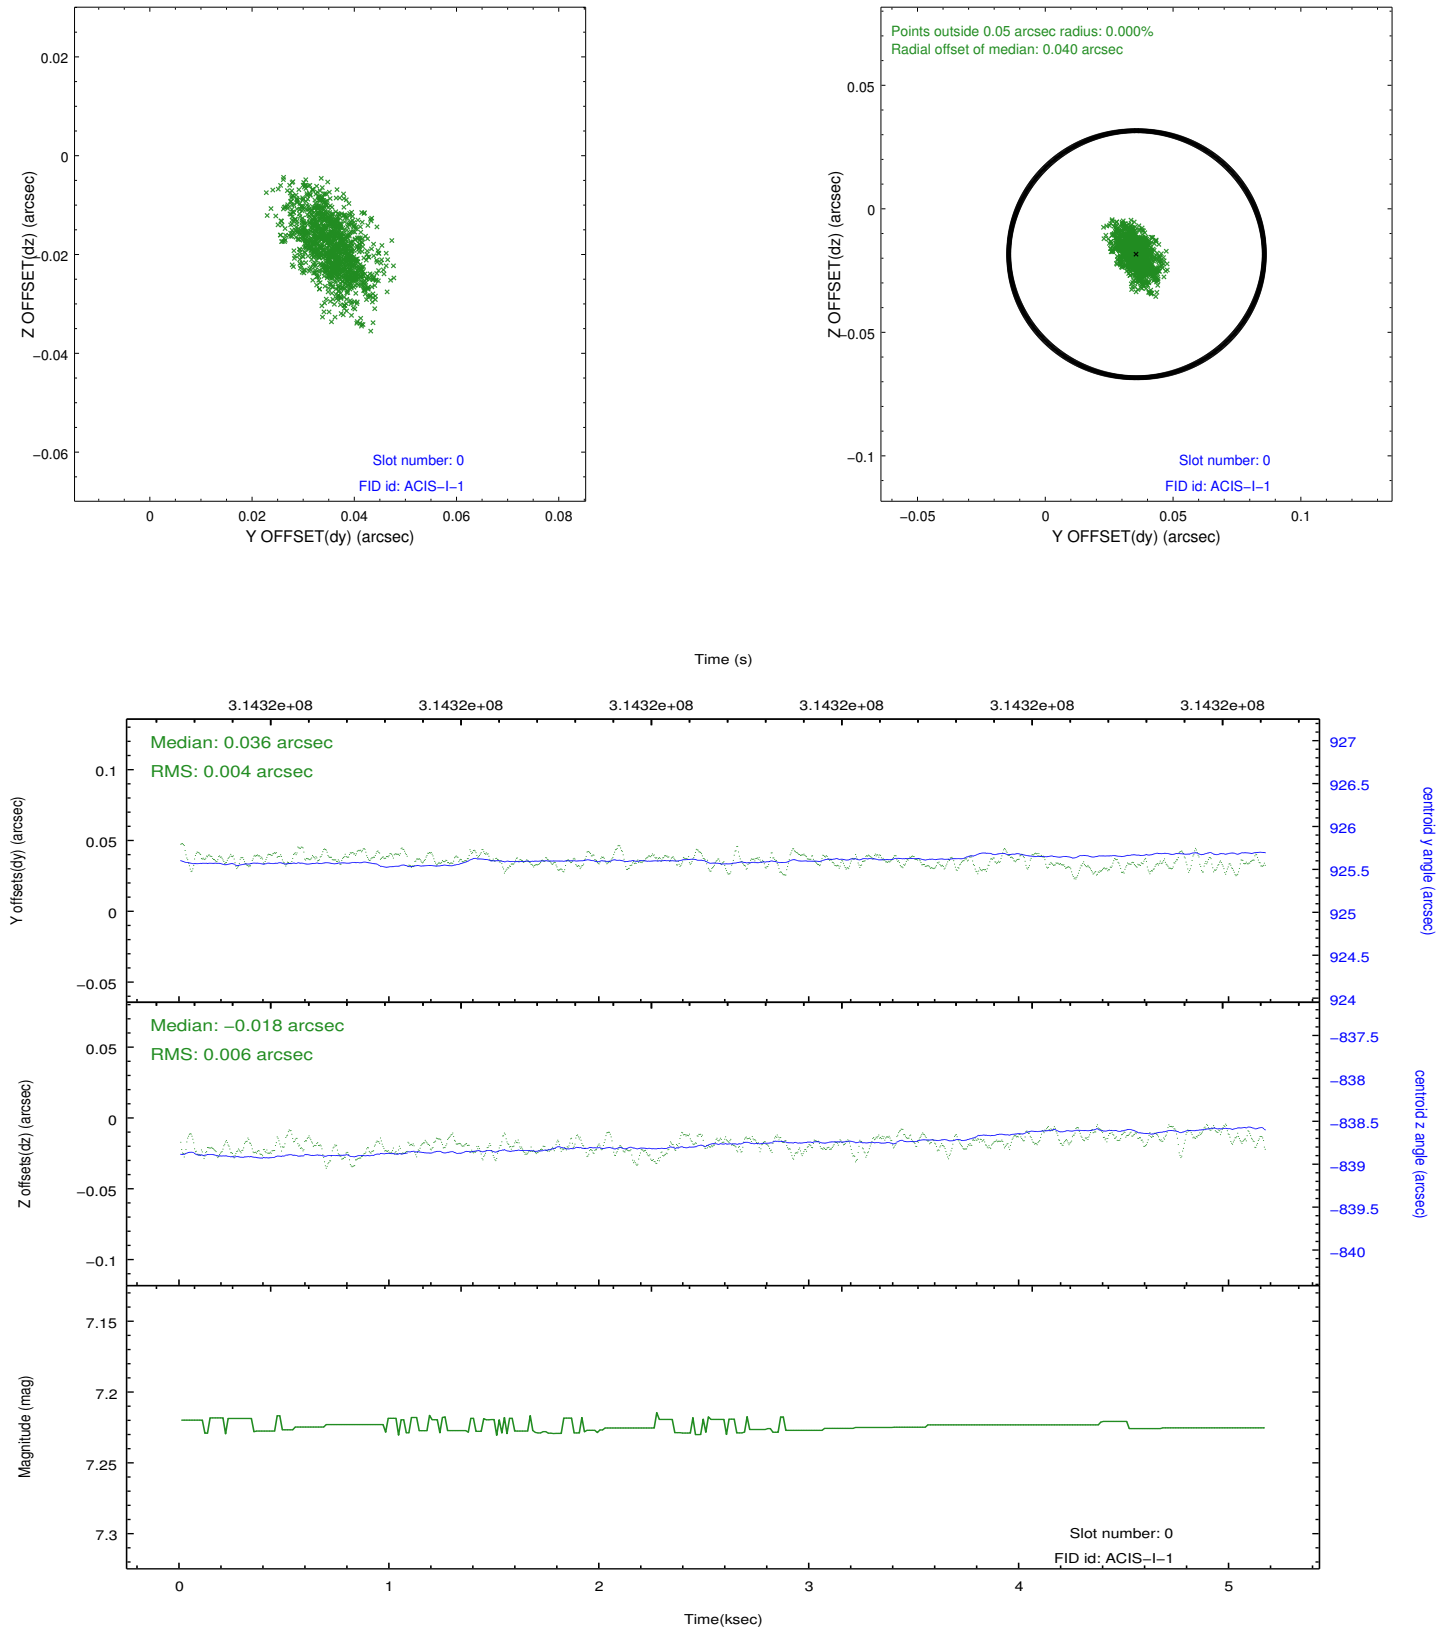 0.02
0
−0.02
−0.04
−0.06
Z OFFSET(dz) (arcsec)
Slot number: 0
FID id: ACIS−I−1
0
0.02
0.04
0.06
0.08
Y OFFSET(dy) (arcsec)
Points outside 0.05 arcsec radius: 0.000%
Radial offset of median: 0.040 arcsec
0.05
0
−0.05
−0.1
Z OFFSET(dz) (arcsec)
Slot number: 0
FID id: ACIS−I−1
−0.05
0
0.05
0.1
Y OFFSET(dy) (arcsec)
Time (s)
3.1432e+08
3.1432e+08
3.1432e+08
3.1432e+08
3.1432e+08
3.1432e+08
Median: 0.036 arcsec
RMS: 0.004 arcsec
0.1
0.05
0
−0.05
Y offsets(dy) (arcsec)
927
926.5
926
925.5
925
924.5
924
centroid y angle (arcsec)
Median: −0.018 arcsec
RMS: 0.006 arcsec
0.05
0
−0.05
−0.1
Z offsets(dz) (arcsec)
−837.5
−838
−838.5
−839
−839.5
−840
centroid z angle (arcsec)
7.15
7.2
7.25
7.3
Magnitude (mag)
Slot number: 0
FID id: ACIS−I−1
0
1
2
3
4
5
Time(ksec)